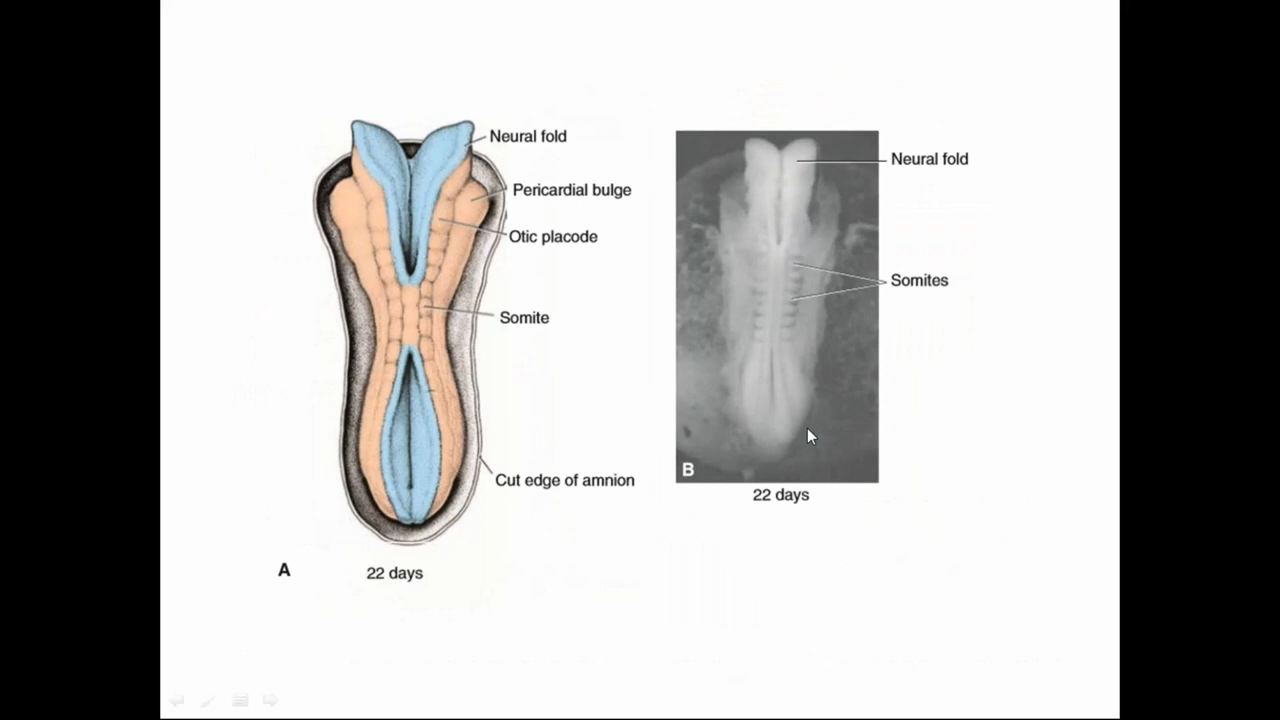 Neural fold
Pericardial bulge
Otic placode
Somite
Cut edge of amnion
A
22 days
Neural fold
Somites
B
22 days